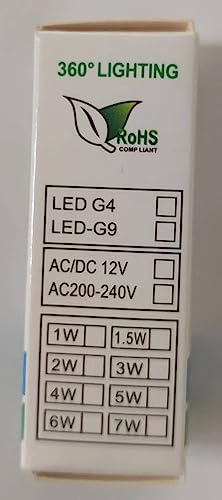 360° LIGHTING
RoHS
COMPLIANT
LED G4
LED-G9
AC/DC 12V
AC200-240V
1W 1.5W
2W 3W
4W 5W
6W 7W